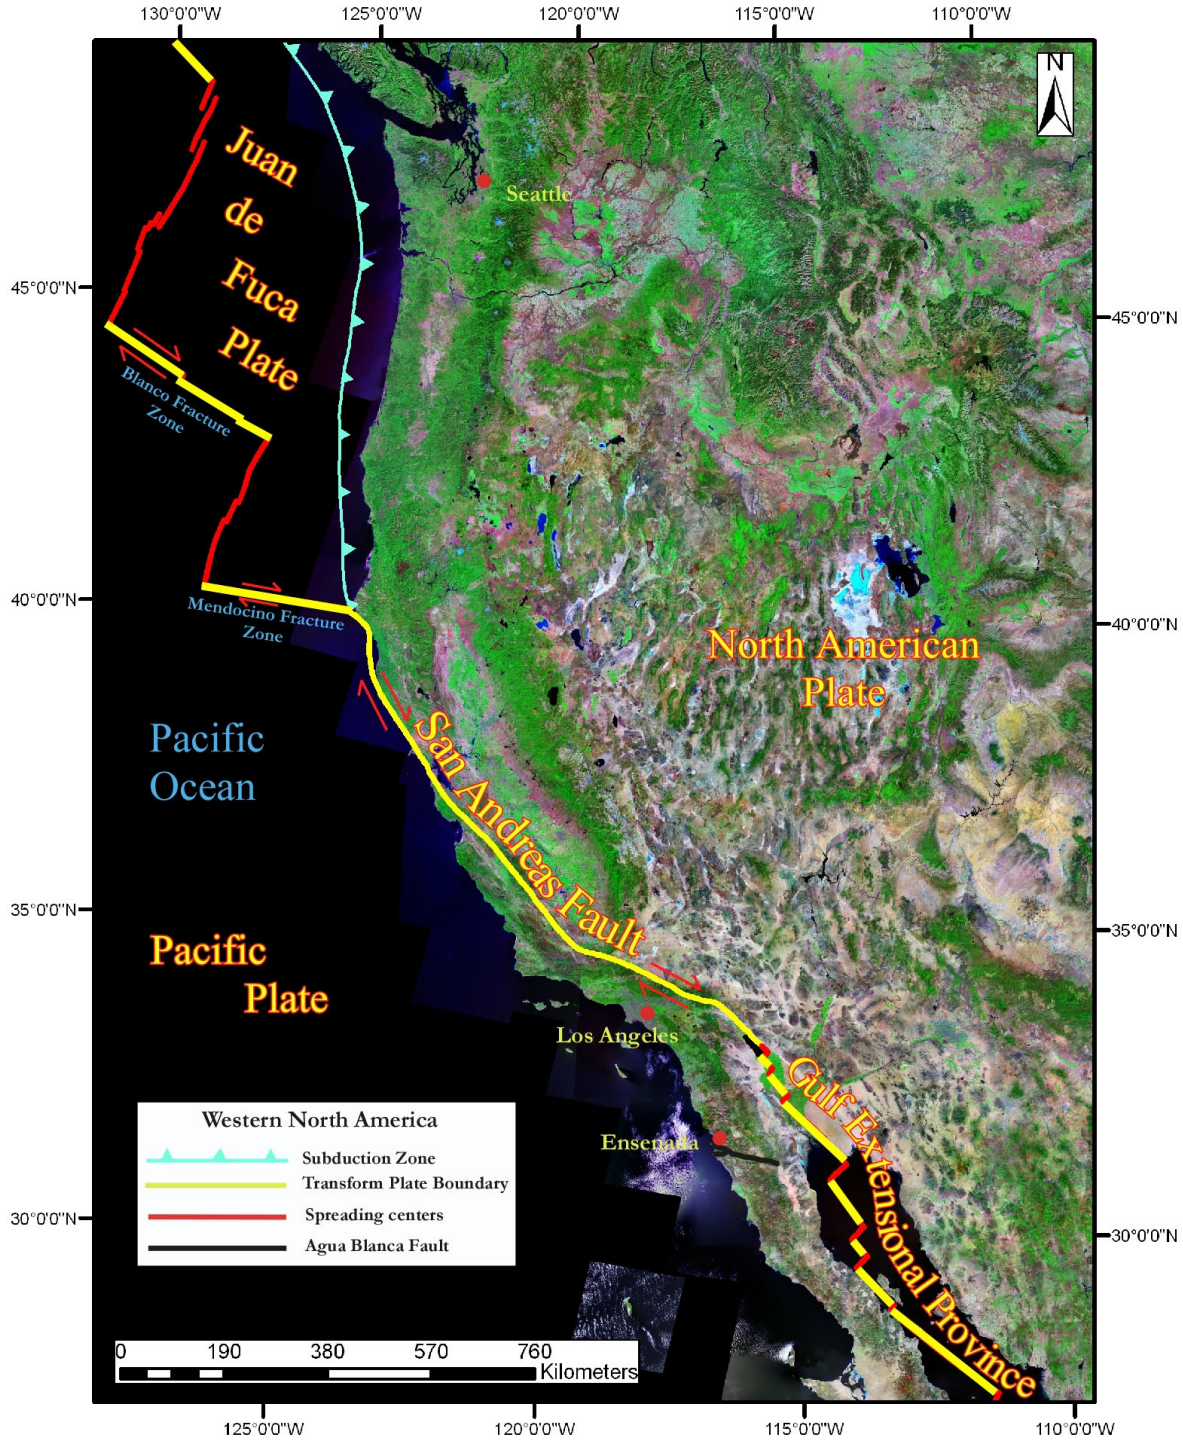 130°0'0"W
125°0'0"W
120°0'0"W
115°0'0"W
110°0'0"W
N
Juan
de
Fuca
Plate
Seattle
45°0'0"N
45°0'0"N
Blanco Fracture
Zone
40°0'0"N
40°0'0"N
Mendocino Fracture
Zone
North American
Plate
Pacific
Ocean
San Andreas Fault
35°0'0"N
35°0'0"N
Pacific
Plate
Los Angeles
Gulf Extensional Province
Ensenada
Western North America
Subduction Zone
Transform Plate Boundary
Spreading centers
Agua Blanca Fault
30°0'0"N
30°0'0"N
0 190 380 570 760
Kilometers
125°0'0"W
120°0'0"W
115°0'0"W
110°0'0"W